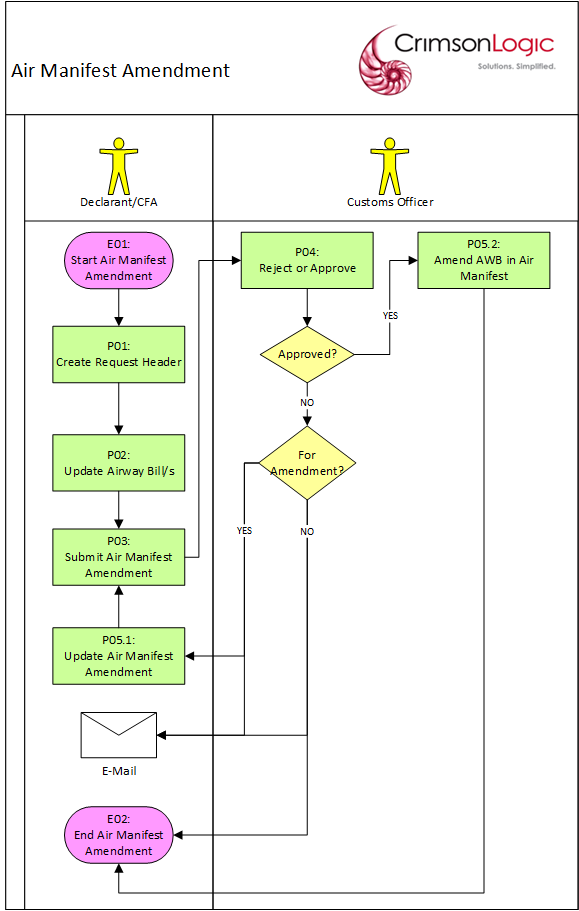 Air Manifest Amendment
CrimsonLogic
Solutions. Simplified.
Declarant/CFA
Customs Officer
E01:
Start Air Manifest
Amendment
P04:
Reject or Approve
P05.2:
Amend AWB in Air
Manifest
YES
P01:
Create Request Header
Approved?
NO
P02:
Update Airway Bill/s
For
Amendment?
YES
NO
P03:
Submit Air Manifest
Amendment
P05.1:
Update Air Manifest
Amendment
E-Mail
E02:
End Air Manifest
Amendment